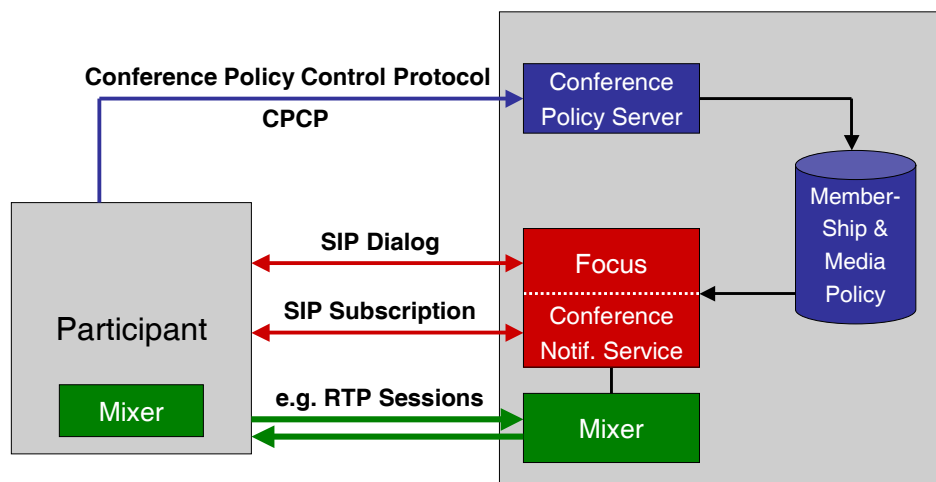 Conference Policy Control Protocol
CPCP
Conference
Policy Server
Member-
Ship &
Media
Policy
SIP Dialog
Focus
SIP Subscription
Conference
Notif. Service
Participant
Mixer
e.g. RTP Sessions
Mixer